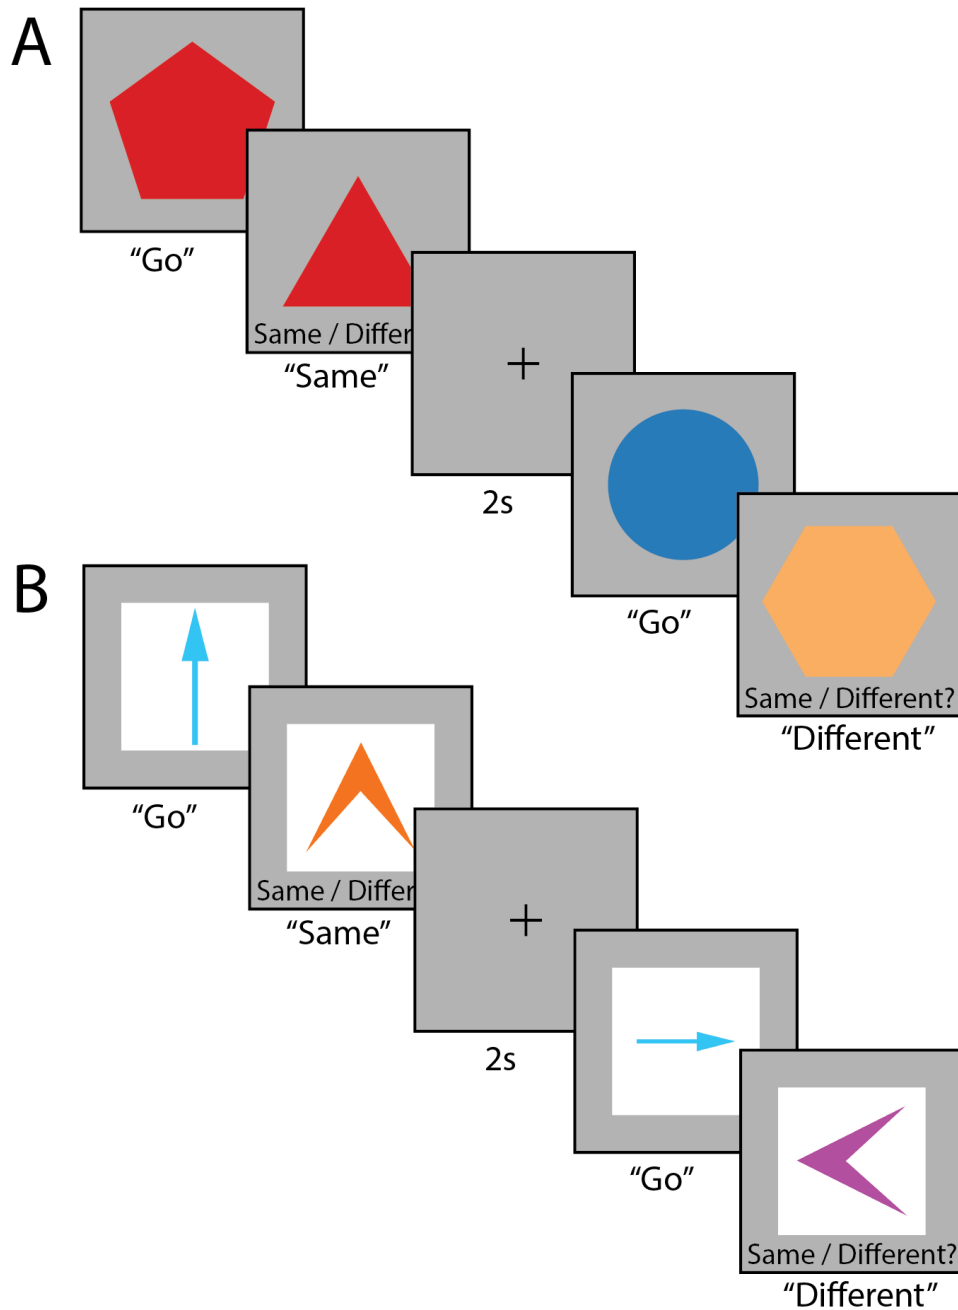 A
“Go”
Same / Differ
“Same”
2s
“Go”
Same / Different?
“Different”
B
“Go”
Same / Differ
“Same”
2s
“Go”
Same / Different?
“Different”